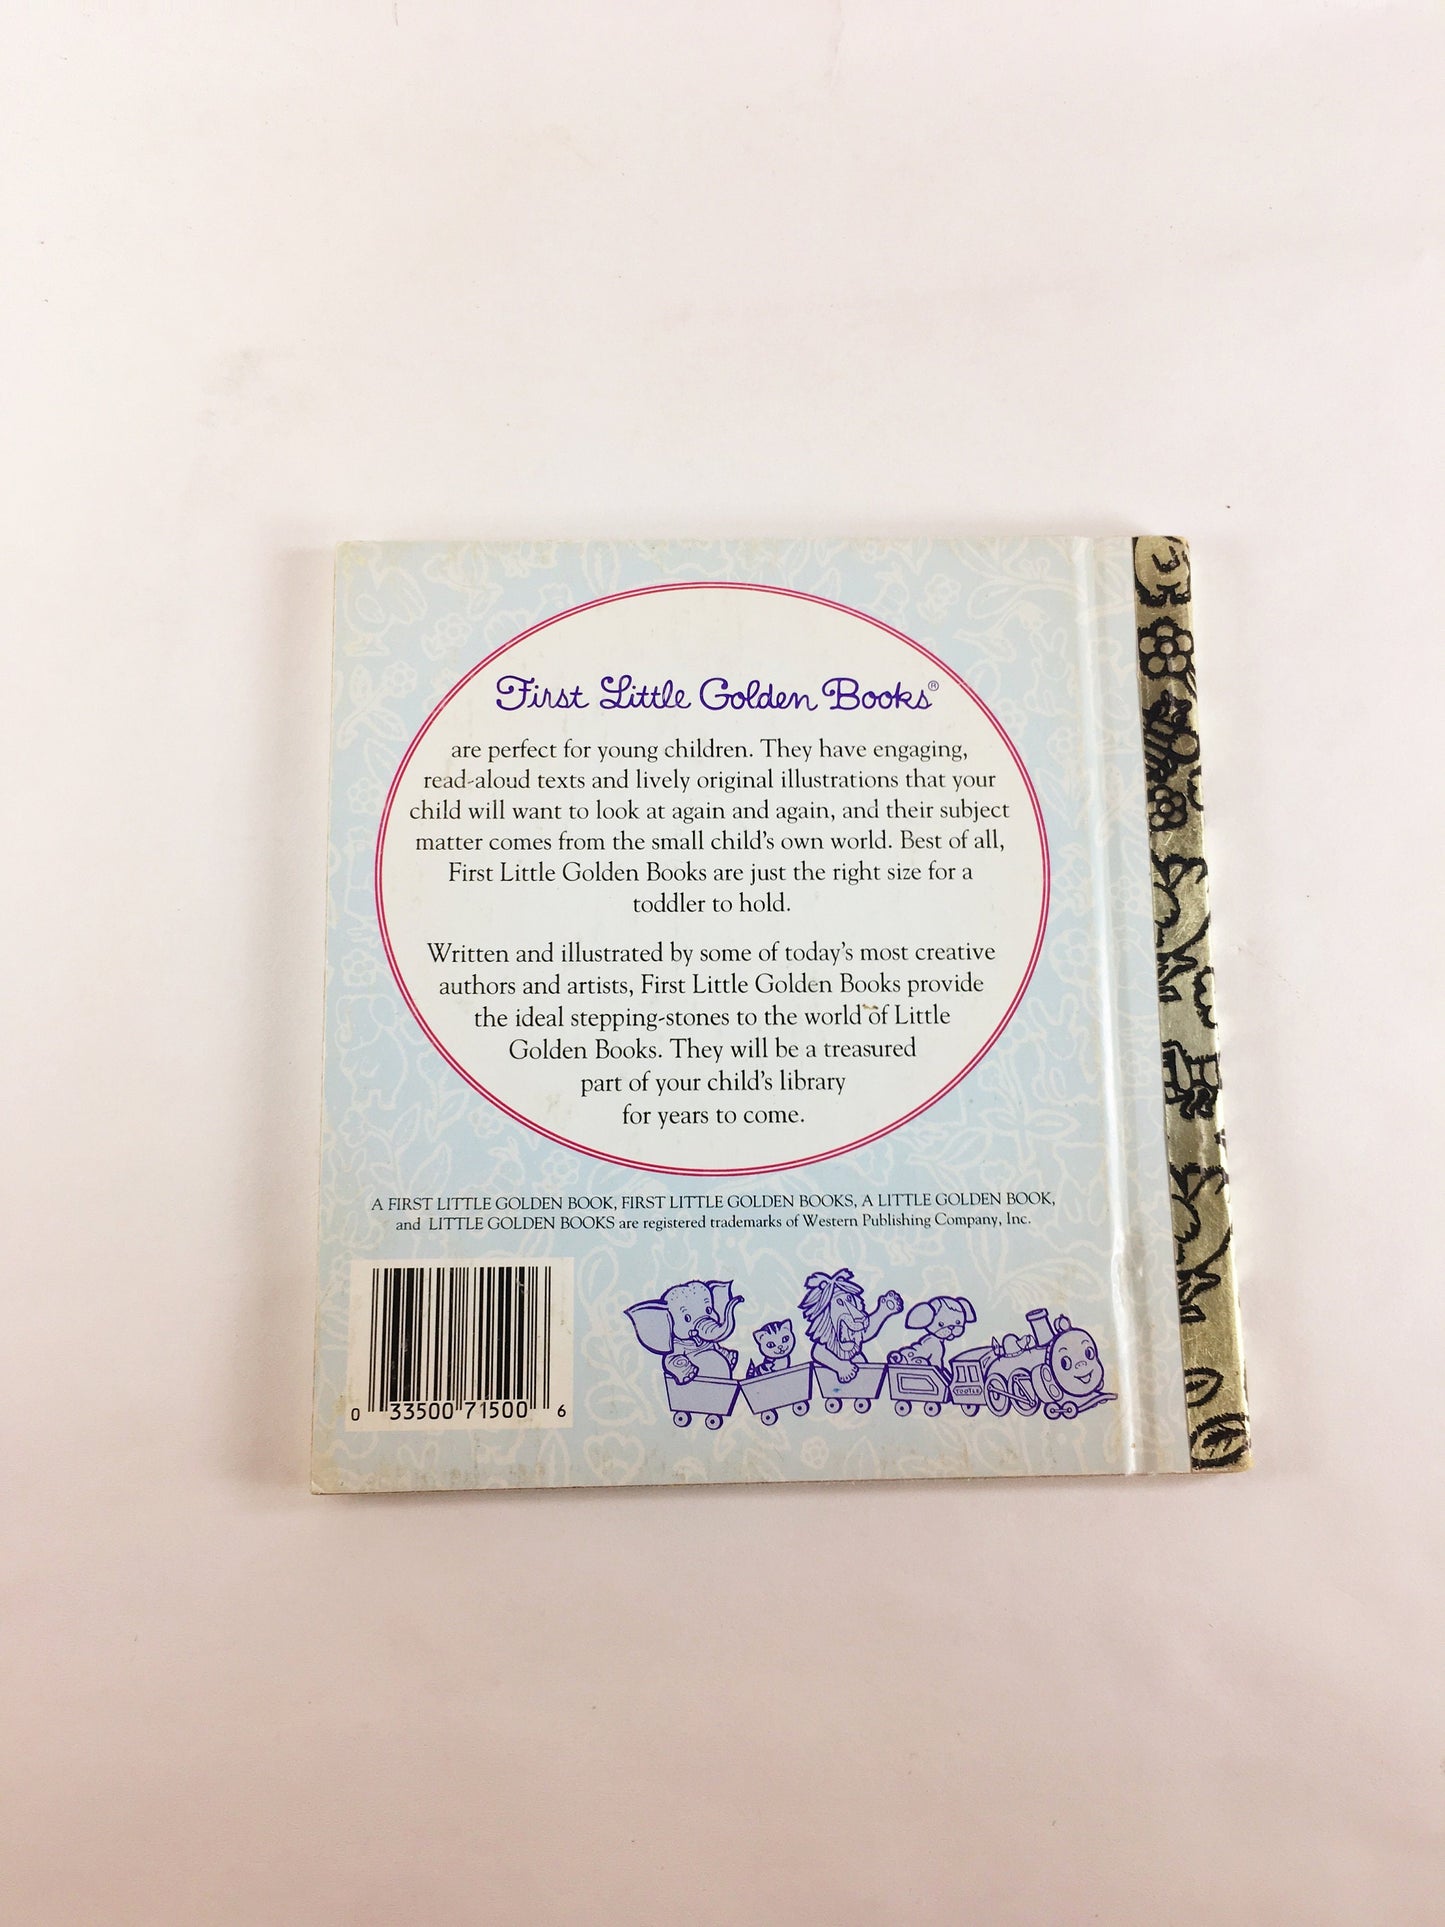 First Little Golden Books®
are perfect for young children. They have engaging,
read-aloud texts and lively original illustrations that your
child will want to look at again and again, and their subject
matter comes from the small child's own world. Best of all,
First Little Golden Books are just the right size for a
toddler to hold.
Written and illustrated by some of today's most creative
authors and artists, First Little Golden Books provide
the ideal stepping-stones to the world of Little
Golden Books. They will be a treasured
part of your child's library
for years to come.
A FIRST LITTLE GOLDEN BOOK, FIRST LITTLE GOLDEN BOOKS, A LITTLE GOLDEN BOOK,
and LITTLE GOLDEN BOOKS are registered trademarks of Western Publishing Company, Inc.
TOOTLE
0 33500 71500 6